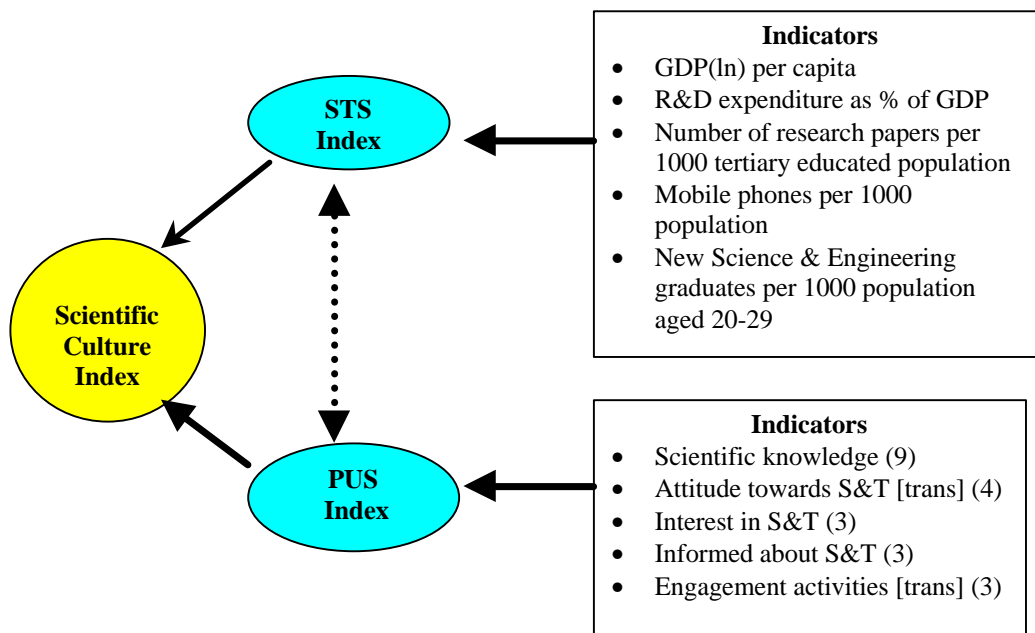 Indicators
• GDP(ln) per capita
• R&D expenditure as % of GDP
• Number of research papers per
1000 tertiary educated population
• Mobile phones per 1000
population
• New Science & Engineering
graduates per 1000 population
aged 20-29
STS
Index
Scientific
Culture
Index
PUS
Index
Indicators
• Scientific knowledge (9)
• Attitude towards S&T [trans] (4)
• Interest in S&T (3)
• Informed about S&T (3)
• Engagement activities [trans] (3)